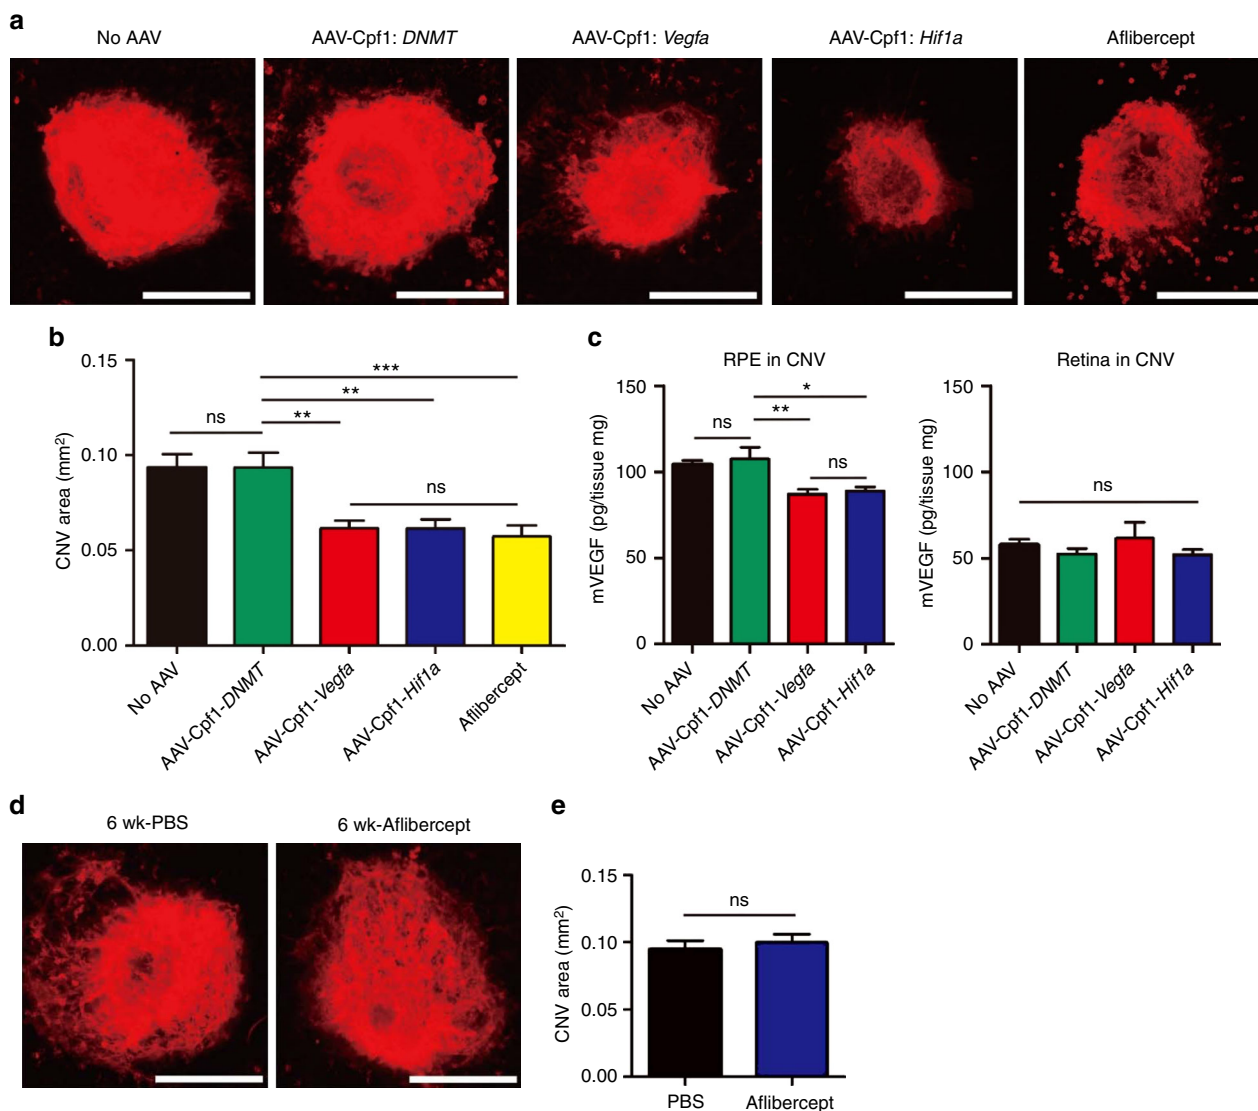 a
No AAV
AAV-Cpf1: DNMT
AAV-Cpf1: Vegfa
AAV-Cpf1: Hif1a
Aflibercept
b
CNV area (mm²)
0.15
0.10
0.05
0.00
ns
**
**
***
ns
No AAV
AAV-Cpf1-DNMT
AAV-Cpf1-Vegfa
AAV-Cpf1-Hif1a
Aflibercept
c
RPE in CNV
mVEGF (pg/tissue mg)
150
100
50
0
ns
**
*
ns
No AAV
AAV-Cpf1-DNMT
AAV-Cpf1-Vegfa
AAV-Cpf1-Hif1a
Retina in CNV
mVEGF (pg/tissue mg)
150
100
50
0
ns
No AAV
AAV-Cpf1-DNMT
AAV-Cpf1-Vegfa
AAV-Cpf1-Hif1a
d
6 wk-PBS
6 wk-Aflibercept
e
CNV area (mm²)
0.15
0.10
0.05
0.00
ns
PBS
Aflibercept